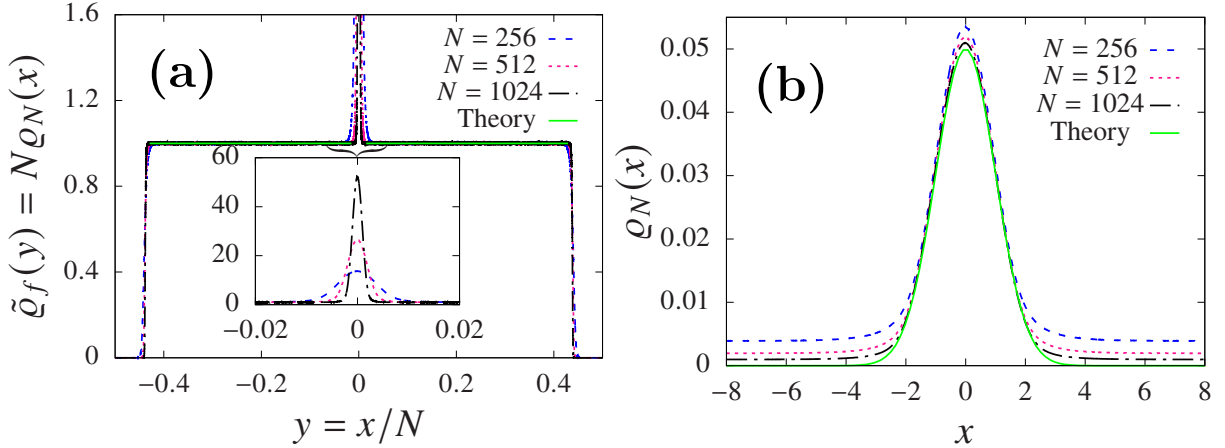 (a)
ϱ̃_f(y) = Nϱ_N(x)
1.6
1.2
0.8
0.4
0
N = 256
N = 512
N = 1024
Theory
60
40
20
0
−0.02 0 0.02
−0.4 −0.2 0 0.2 0.4
y = x/N
(b)
ϱ_N(x)
0.05
0.04
0.03
0.02
0.01
0
N = 256
N = 512
N = 1024
Theory
−8 −6 −4 −2 0 2 4 6 8
x